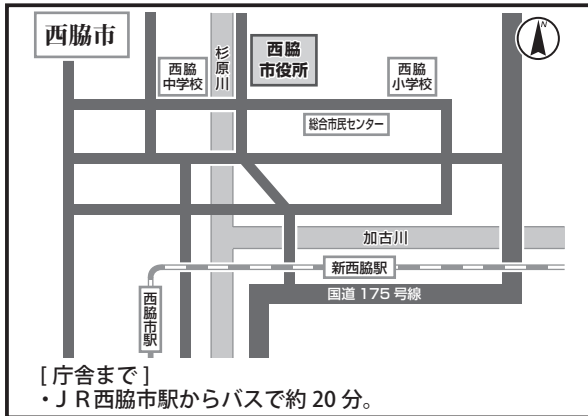 西脇市
N
西脇
中学校
杉原川
西脇
市役所
西脇
小学校
総合市民センター
加古川
新西脇駅
国道 175 号線
西脇市駅
[ 庁舎まで ]
・ＪＲ西脇市駅からバスで約 20 分。